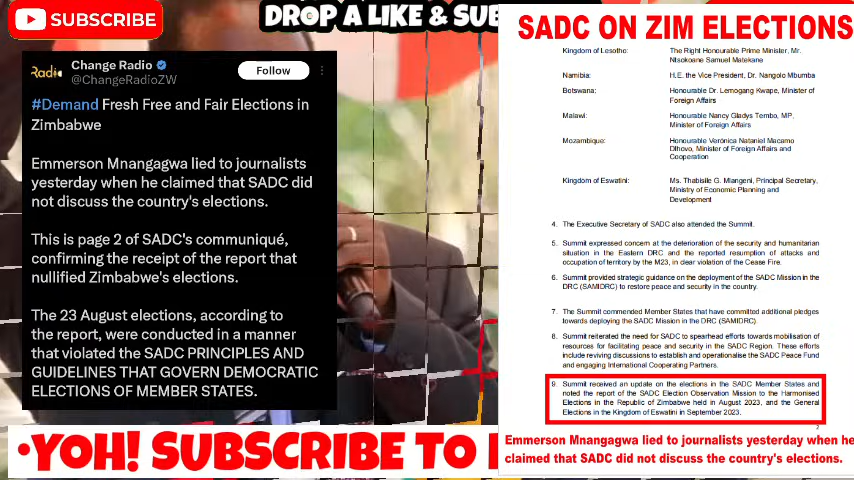 SUBSCRIBE
DROP A LIKE & SUB
Change Radio
@ChangeRadioZW
Follow
#Demand Fresh Free and Fair Elections in
Zimbabwe
Emmerson Mnangagwa lied to journalists
yesterday when he claimed that SADC did
not discuss the country's elections.
This is page 2 of SADC's communiqué,
confirming the receipt of the report that
nullified Zimbabwe's elections.
The 23 August elections, according to
the report, were conducted in a manner
that violated the SADC PRINCIPLES AND
GUIDELINES THAT GOVERN DEMOCRATIC
ELECTIONS OF MEMBER STATES.
•YOH! SUBSCRIBE TO
SADC ON ZIM ELECTIONS
Kingdom of Lesotho: The Right Honourable Prime Minister, Mr.
Ntsokoane Samuel Matekane
Namibia: H.E. the Vice President, Dr. Nangolo Mbumba
Botswana: Honourable Dr. Lemogang Kwape, Minister of
Foreign Affairs
Malawi: Honourable Nancy Gladys Tembo, MP,
Minister of Foreign Affairs
Mozambique: Honourable Verónica Nataniel Macamo
Dlhovo, Minister of Foreign Affairs and
Cooperation
Kingdom of Eswatini: Ms. Thabisile G. Mlangeni, Principal Secretary,
Ministry of Economic Planning and
Development
4. The Executive Secretary of SADC also attended the Summit.
5. Summit expressed concern at the deterioration of the security and humanitarian
situation in the Eastern DRC and the reported resumption of attacks and
occupation of territory by the M23, in clear violation of the Cease Fire.
6. Summit provided strategic guidance on the deployment of the SADC Mission in the
DRC (SAMIDRC) to restore peace and security in the country.
7. The Summit commended Member States that have committed additional pledges
towards deploying the SADC Mission in the DRC (SAMIDRC).
8. Summit reiterated the need for SADC to spearhead efforts towards mobilisation of
resources for facilitating peace and security in the SADC Region. These efforts
include reviving discussions to establish and operationalise the SADC Peace Fund
and engaging International Cooperating Partners.
9. Summit received an update on the elections in the SADC Member States and
noted the report of the SADC Election Observation Mission to the Harmonised
Elections in the Republic of Zimbabwe held in August 2023, and the General
Elections in the Kingdom of Eswatini in September 2023.
2
Emmerson Mnangagwa lied to journalists yesterday when he
claimed that SADC did not discuss the country's elections.